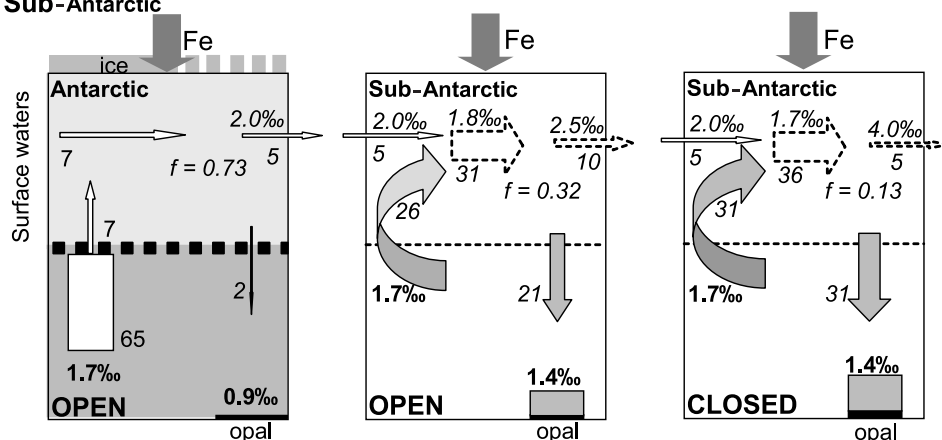 Sub-Antarctic
Fe
ice
Antarctic
Surface waters
2.0‰
7
5
f = 0.73
7
2
65
1.7‰
0.9‰
OPEN
opal
Fe
Sub-Antarctic
2.0‰
1.8‰
2.5‰
5
31
10
f = 0.32
26
1.7‰
21
1.4‰
OPEN
opal
Fe
Sub-Antarctic
2.0‰
1.7‰
4.0‰
5
36
5
f = 0.13
31
1.7‰
31
1.4‰
CLOSED
opal